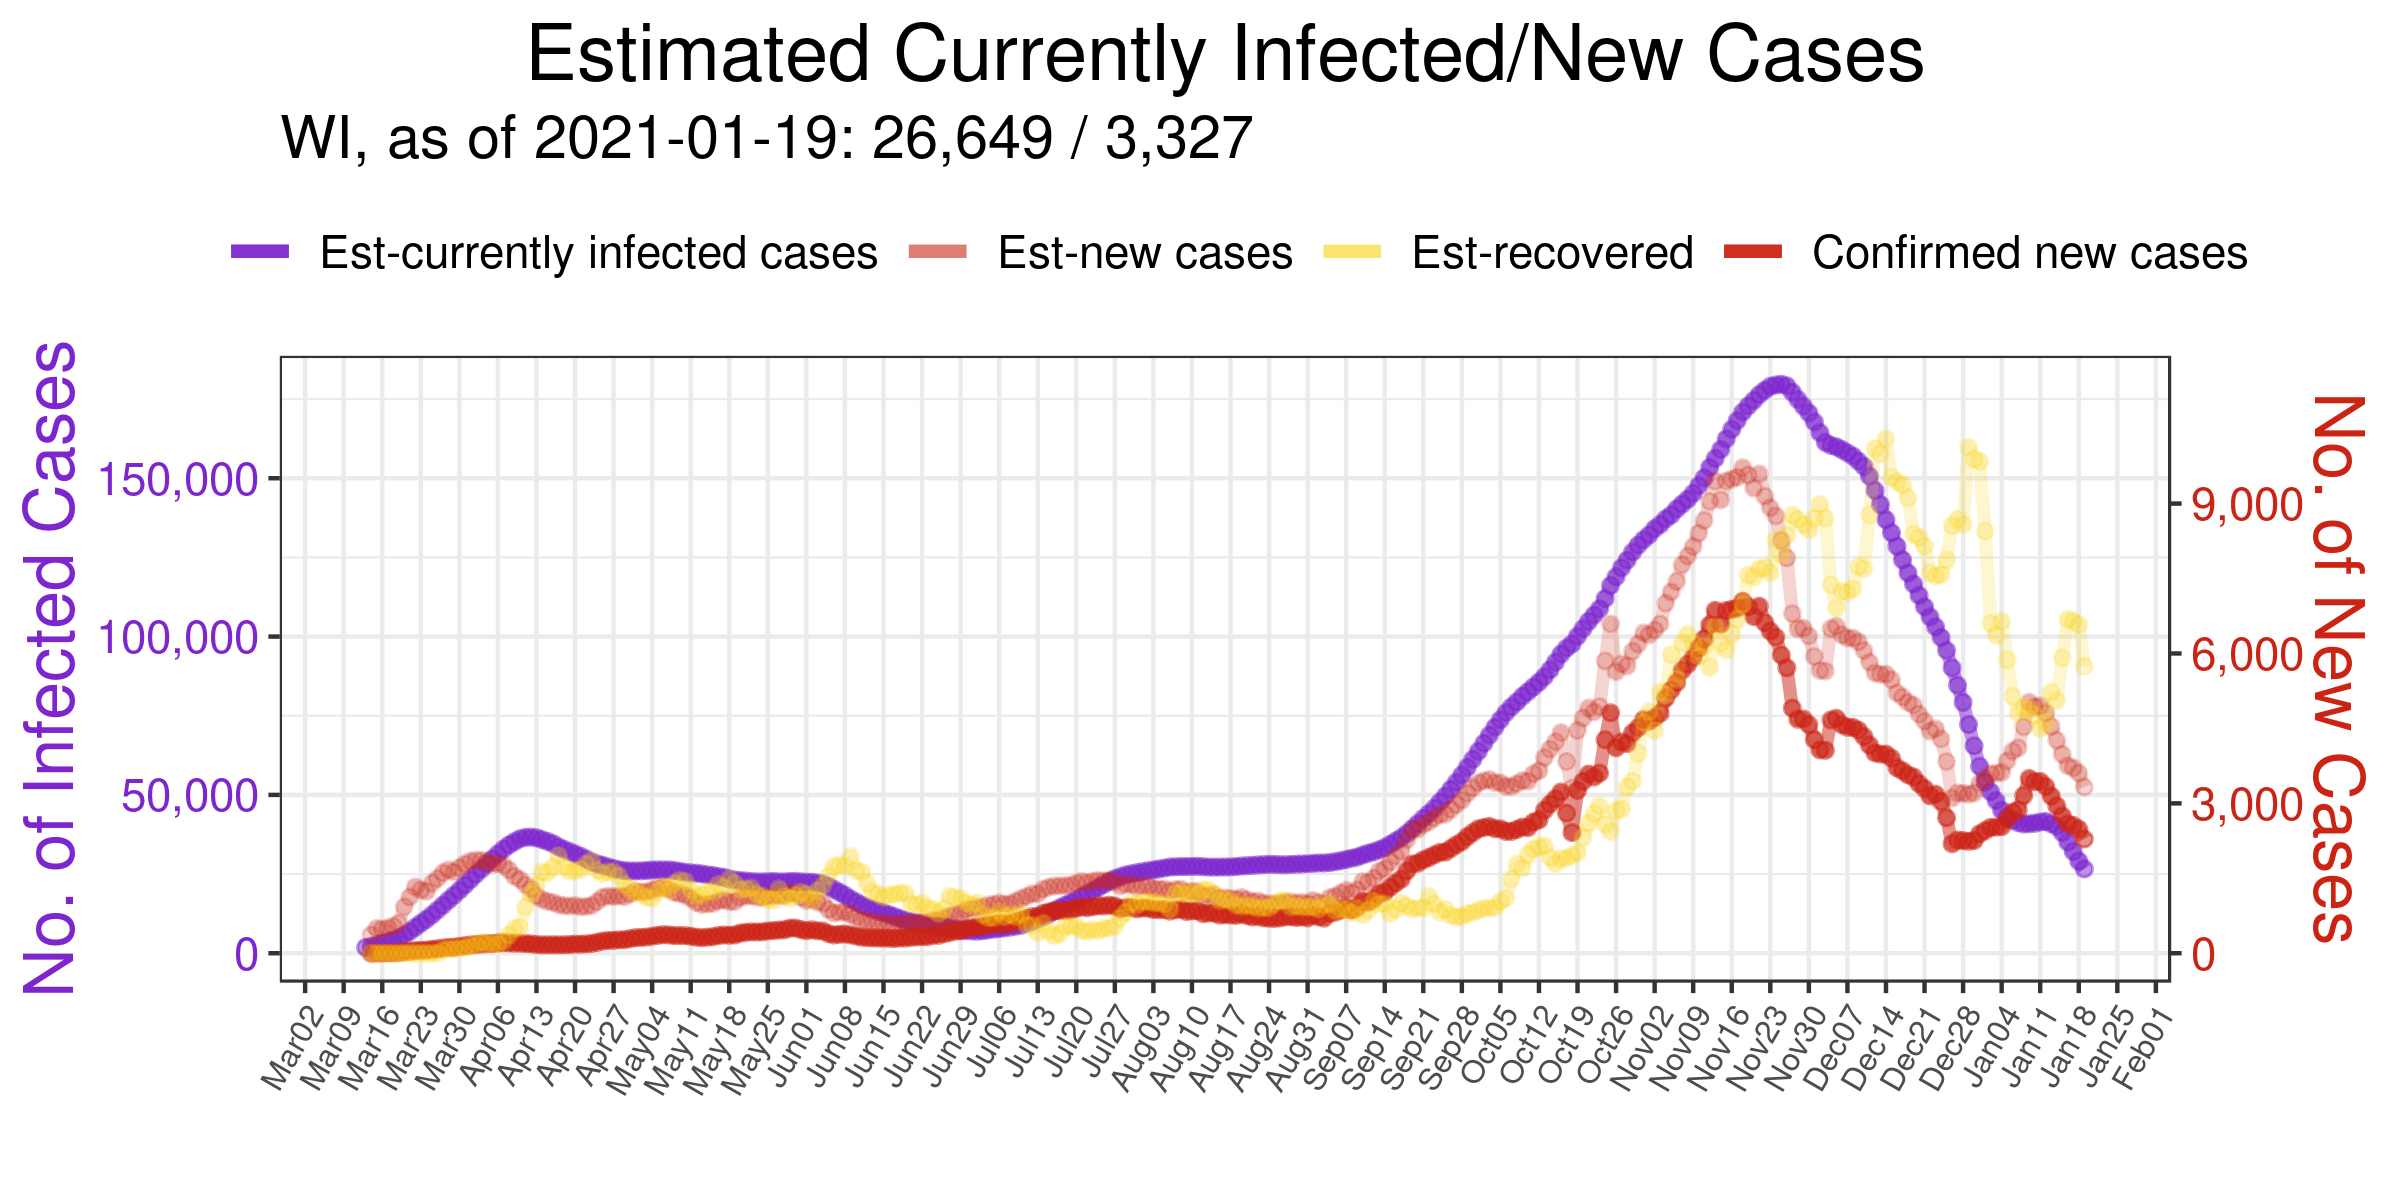 Estimated Currently Infected/New Cases
WI, as of 2021-01-19: 26,649 / 3,327
Est-currently infected cases Est-new cases Est-recovered Confirmed new cases
No. of Infected Cases
150,000
100,000
50,000
0
9,000
6,000
3,000
0
No. of New Cases
Mar02 Mar09 Mar16 Mar23 Mar30 Apr06 Apr13 Apr20 Apr27 May04 May11 May18 May25 Jun01 Jun08 Jun15 Jun22 Jun29 Jul06 Jul13 Jul20 Jul27 Aug03 Aug10 Aug17 Aug24 Aug31 Sep07 Sep14 Sep21 Sep28 Oct05 Oct12 Oct19 Oct26 Nov02 Nov09 Nov16 Nov23 Nov30 Dec07 Dec14 Dec21 Dec28 Jan04 Jan11 Jan18 Jan25 Feb01